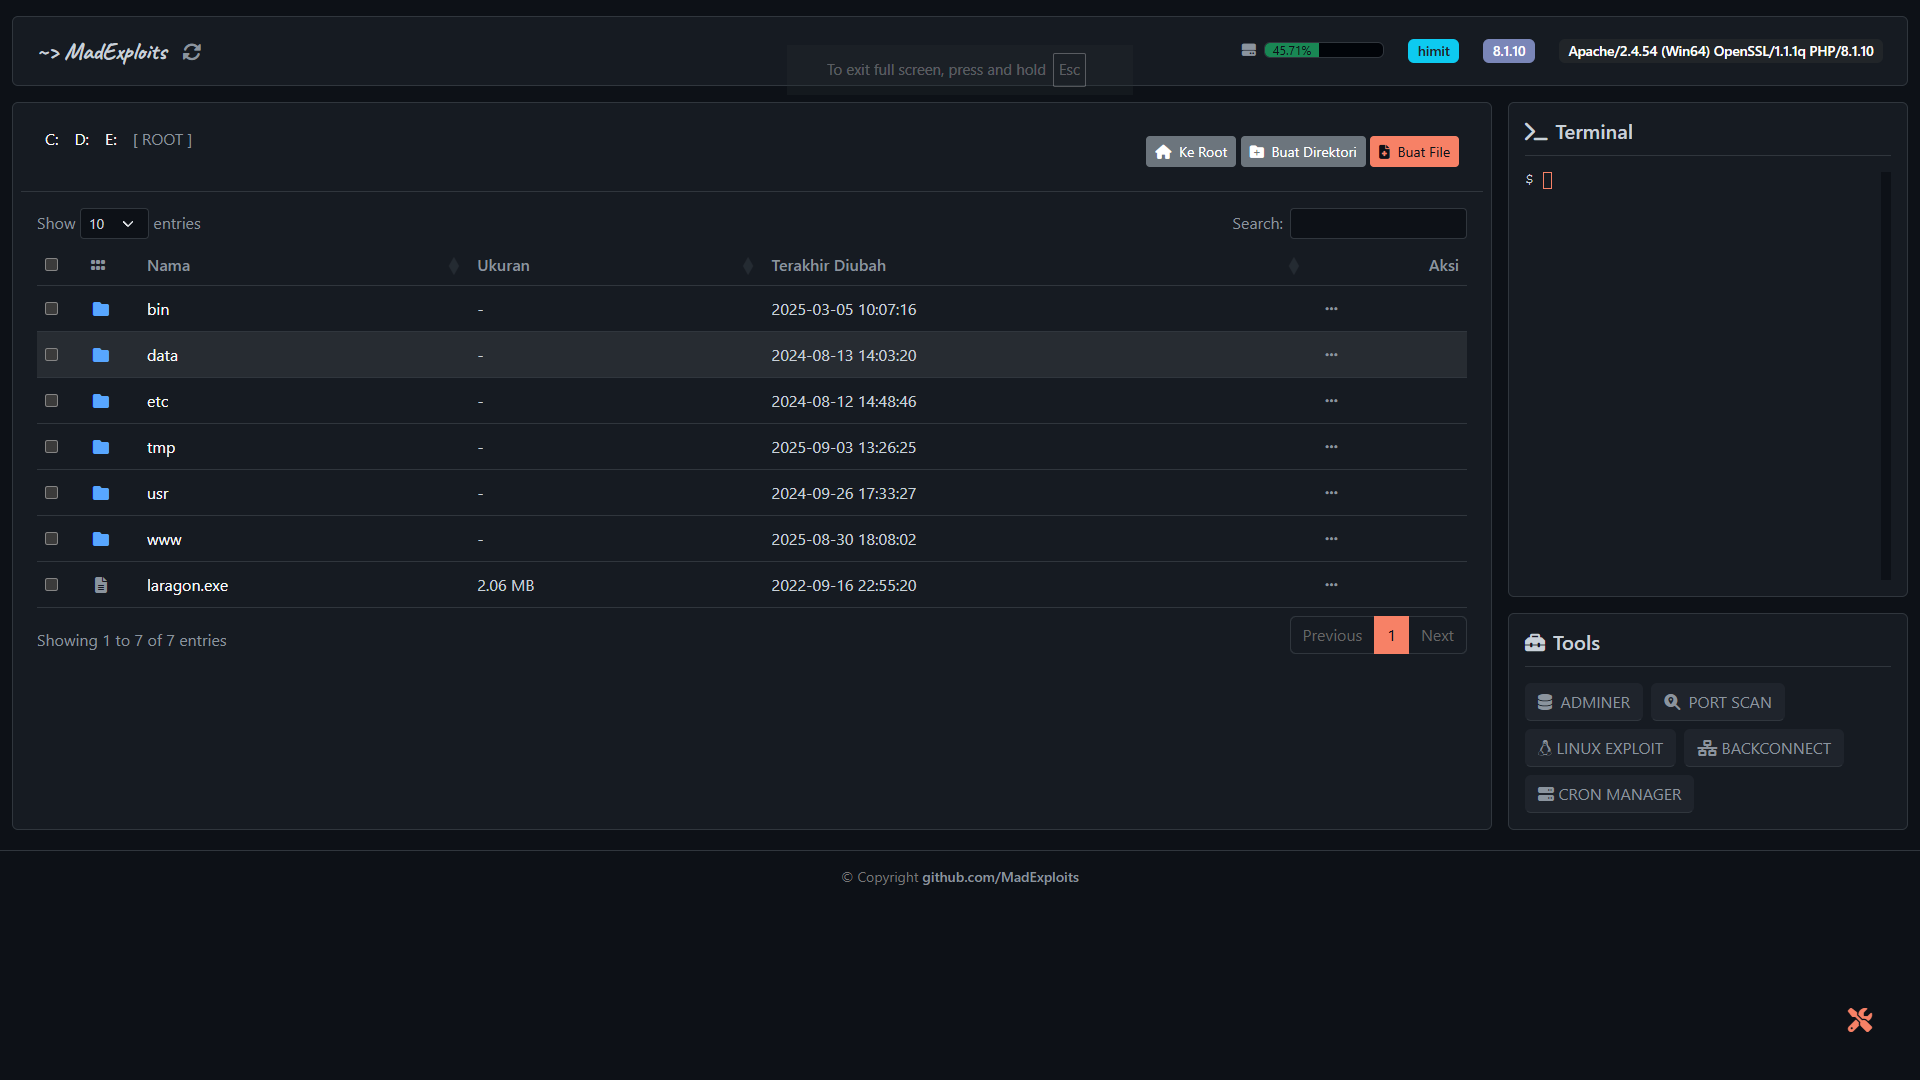 ~> MadExploits
To exit full screen, press and hold Esc
45.71%
himit
8.1.10
Apache/2.4.54 (Win64) OpenSSL/1.1.1q PHP/8.1.10
C: D: E: [ ROOT ]
Ke Root
Buat Direktori
Buat File
Show 10 entries
Search:
Nama Ukuran Terakhir Diubah Aksi
bin - 2025-03-05 10:07:16
data - 2024-08-13 14:03:20
etc - 2024-08-12 14:48:46
tmp - 2025-09-03 13:26:25
usr - 2024-09-26 17:33:27
www - 2025-08-30 18:08:02
laragon.exe 2.06 MB 2022-09-16 22:55:20
Showing 1 to 7 of 7 entries
Previous 1 Next
Terminal
$
Tools
ADMINER
PORT SCAN
LINUX EXPLOIT
BACKCONNECT
CRON MANAGER
© Copyright github.com/MadExploits